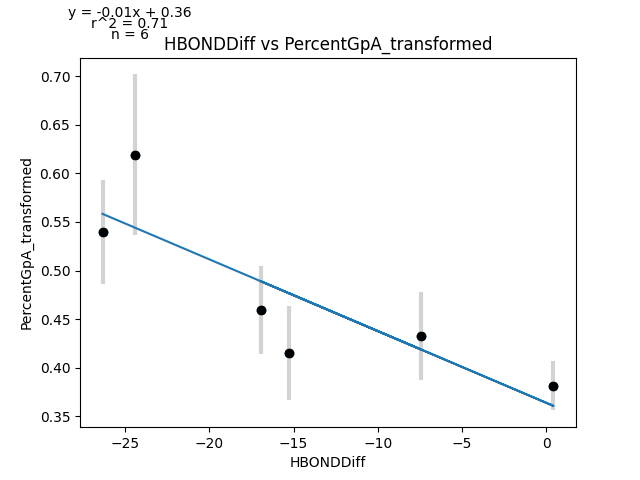 y = -0.01x + 0.36
r^2 = 0.71
n = 6
HBONDDiff vs PercentGpA_transformed
PercentGpA_transformed
0.70
0.65
0.60
0.55
0.50
0.45
0.40
0.35
−25
−20
−15
−10
−5
0
HBONDDiff